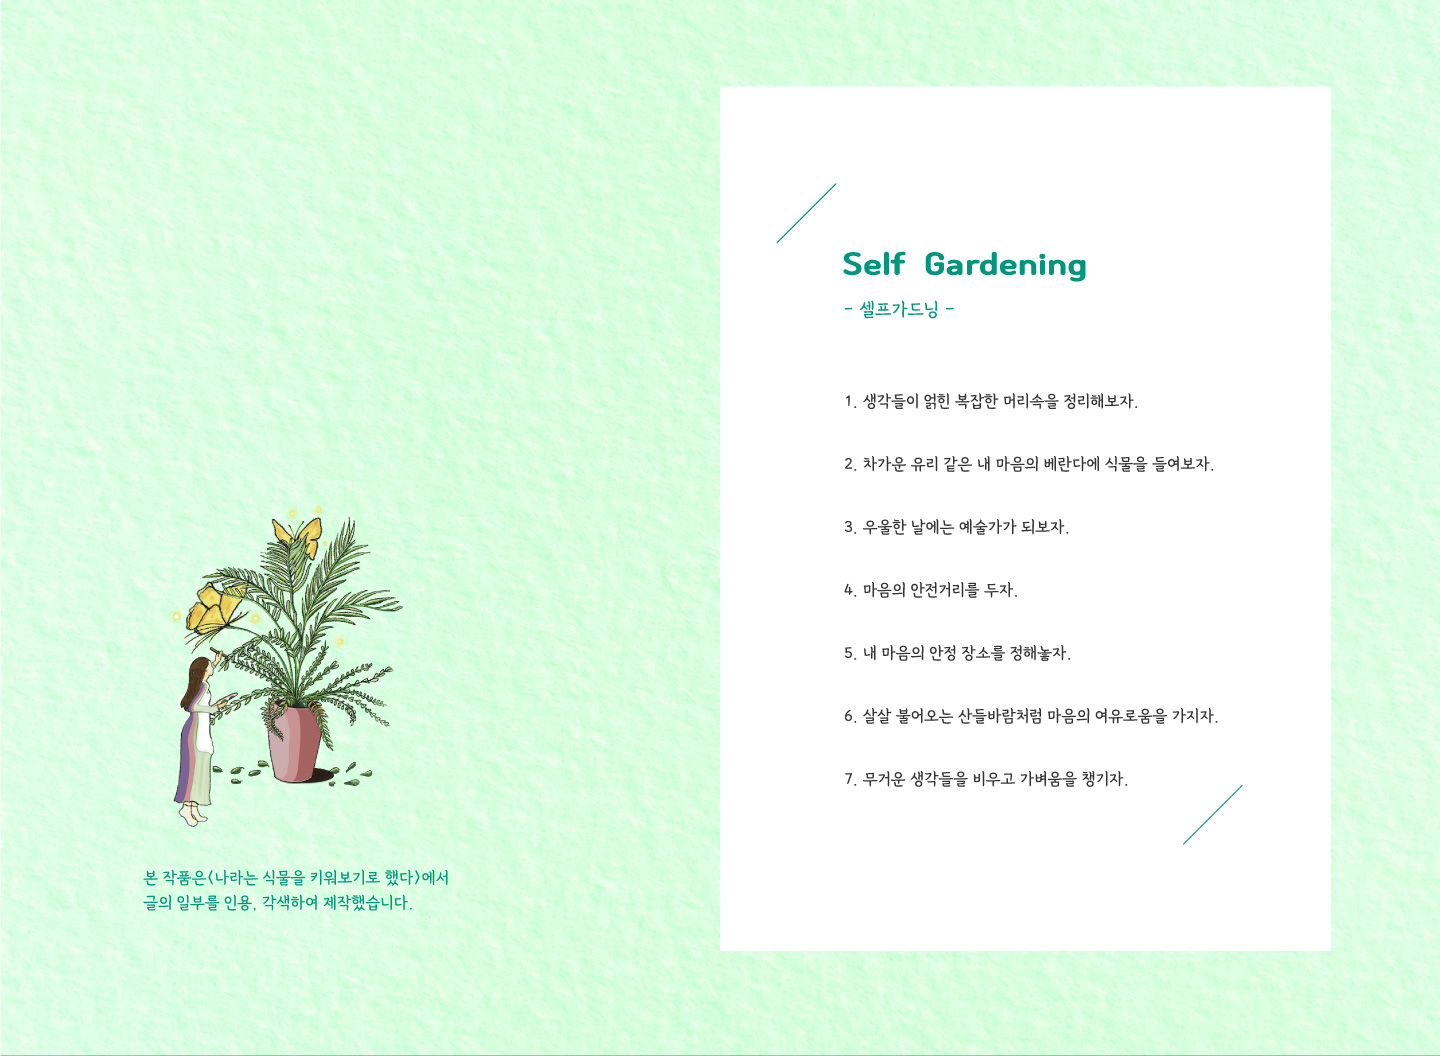 Self Gardening
- 셀프가드닝 -
1. 생각들이 얽힌 복잡한 머리속을 정리해보자.
2. 차가운 유리 같은 내 마음의 베란다에 식물을 들여보자.
3. 우울한 날에는 예술가가 되보자.
4. 마음의 안전거리를 두자.
5. 내 마음의 안정 장소를 정해놓자.
6. 살살 불어오는 산들바람처럼 마음의 여유로움을 가지자.
7. 무거운 생각들을 비우고 가벼움을 챙기자.
본 작품은<나라는 식물을 키워보기로 했다>에서
글의 일부를 인용, 각색하여 제작했습니다.